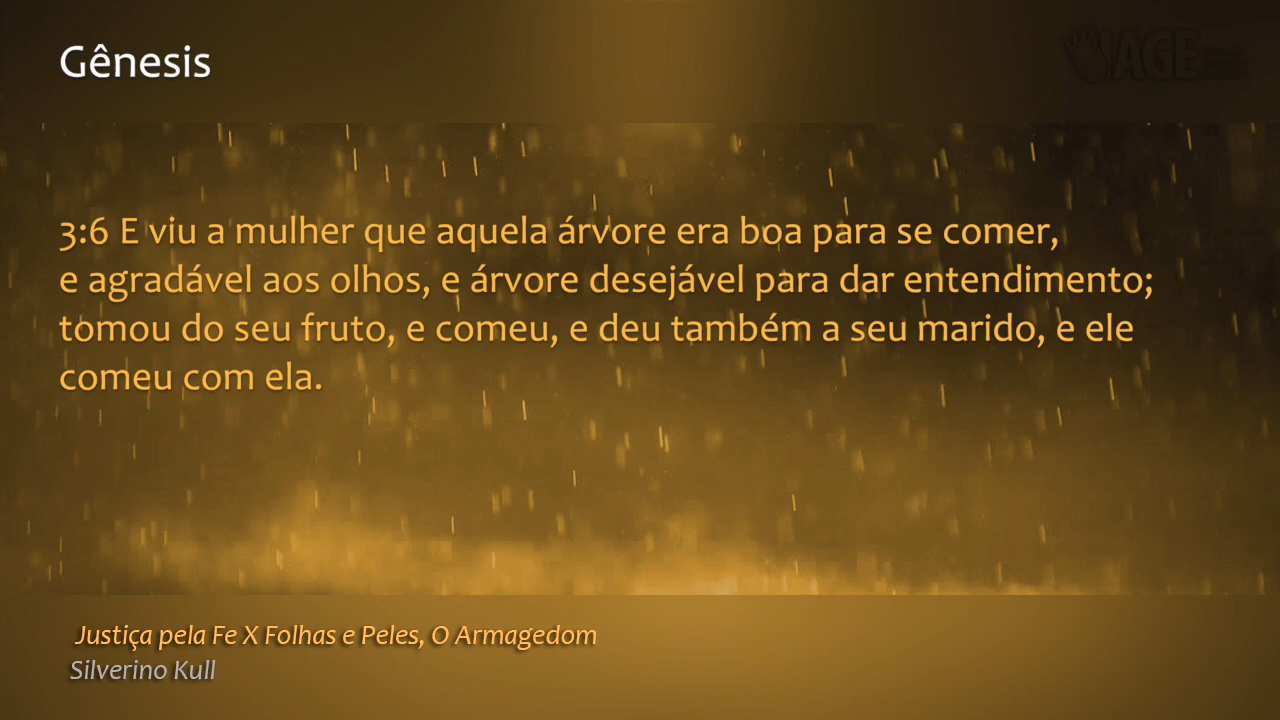 Gênesis
IAGE
3:6 E viu a mulher que aquela árvore era boa para se comer,
e agradável aos olhos, e árvore desejável para dar entendimento;
tomou do seu fruto, e comeu, e deu também a seu marido, e ele
comeu com ela.
Justiça pela Fe X Folhas e Peles, O Armagedom
Silverino Kull